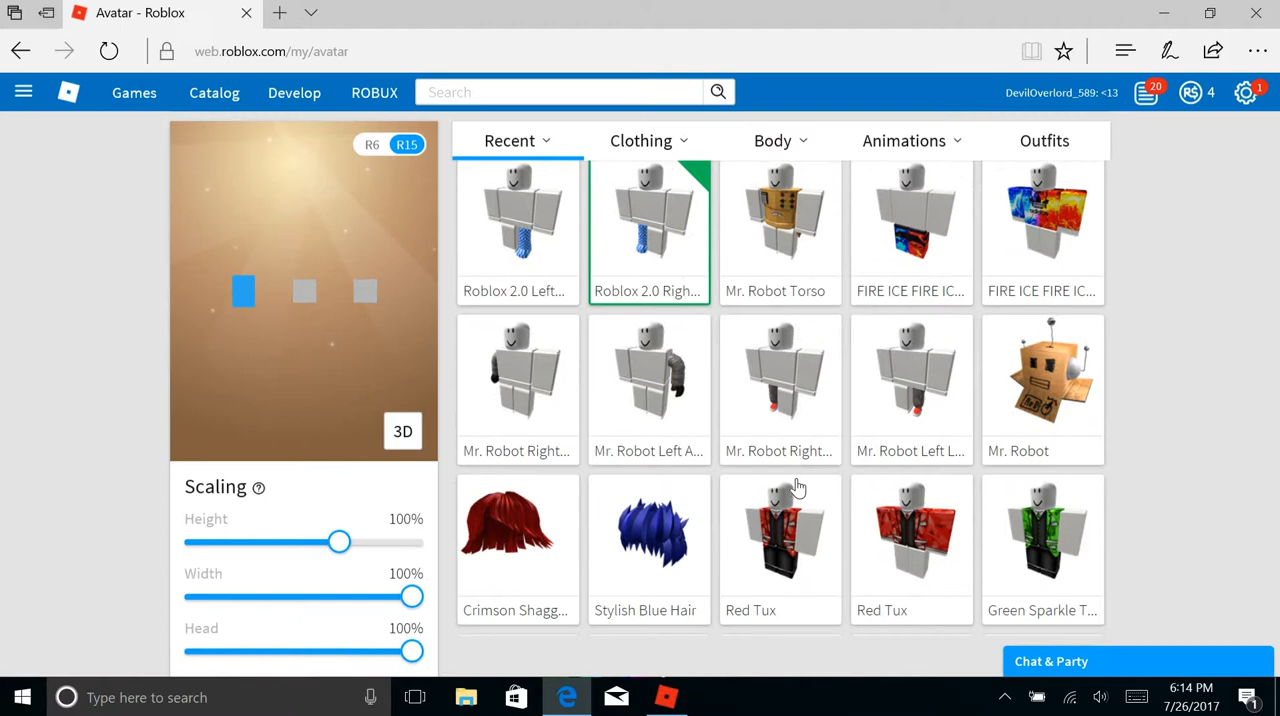 Avatar - Roblox
web.roblox.com/my/avatar
Games
Catalog
Develop
ROBUX
Search
DevilOverlord_589: <13
20
R$ 4
1
R6
R15
3D
Recent
Clothing
Body
Animations
Outfits
Roblox 2.0 Left...
Roblox 2.0 Righ...
Mr. Robot Torso
FIRE ICE FIRE IC...
FIRE ICE FIRE IC...
Mr. Robot Right...
Mr. Robot Left A...
Mr. Robot Right...
Mr. Robot Left L...
Mr. Robot
Crimson Shagg...
Stylish Blue Hair
Red Tux
Red Tux
Green Sparkle T...
Scaling
Height
100%
Width
100%
Head
100%
Chat & Party
Type here to search
6:14 PM
7/26/2017
1